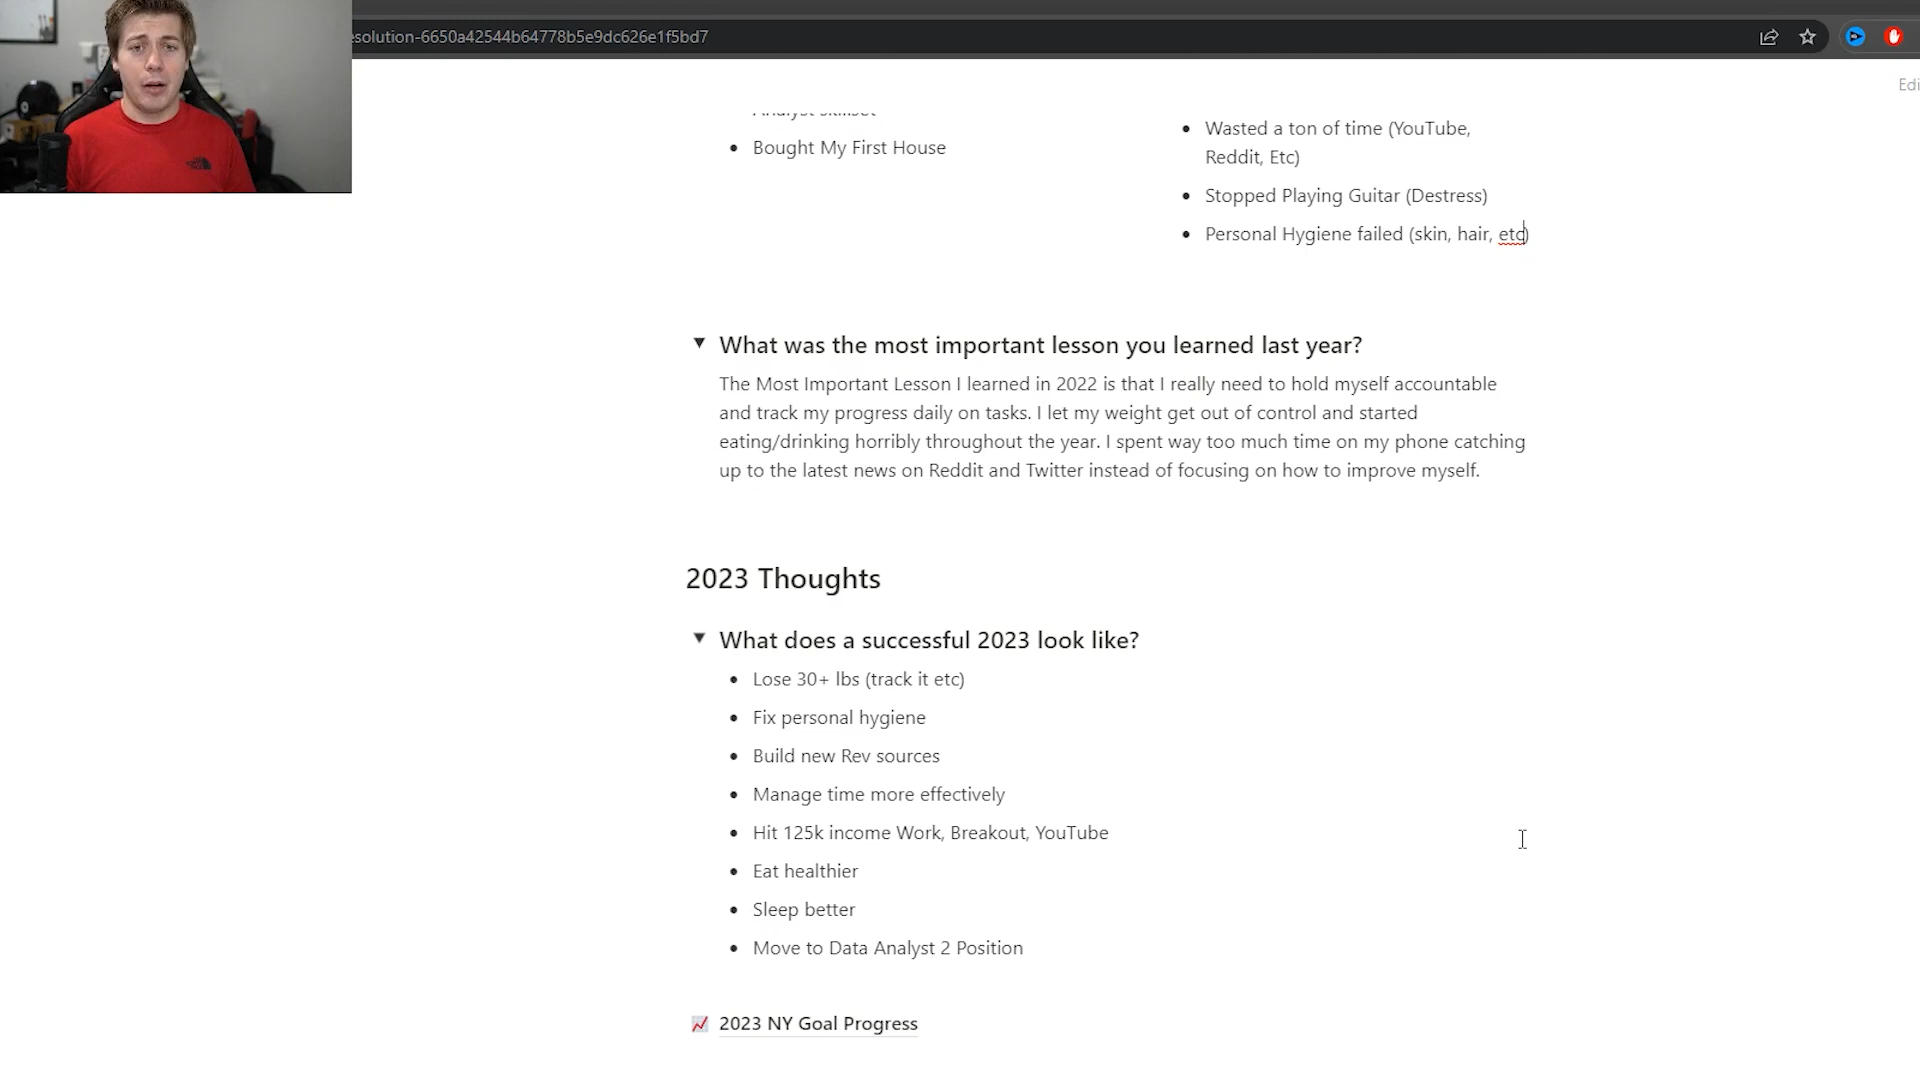 esolution-6650a42544b64778b5e9dc626e1f5bd7
Edi
Analyst Skillset
Bought My First House
Wasted a ton of time (YouTube,
Reddit, Etc)
Stopped Playing Guitar (Destress)
Personal Hygiene failed (skin, hair, etc)
What was the most important lesson you learned last year?
The Most Important Lesson I learned in 2022 is that I really need to hold myself accountable
and track my progress daily on tasks. I let my weight get out of control and started
eating/drinking horribly throughout the year. I spent way too much time on my phone catching
up to the latest news on Reddit and Twitter instead of focusing on how to improve myself.
2023 Thoughts
What does a successful 2023 look like?
Lose 30+ lbs (track it etc)
Fix personal hygiene
Build new Rev sources
Manage time more effectively
Hit 125k income Work, Breakout, YouTube
Eat healthier
Sleep better
Move to Data Analyst 2 Position
2023 NY Goal Progress